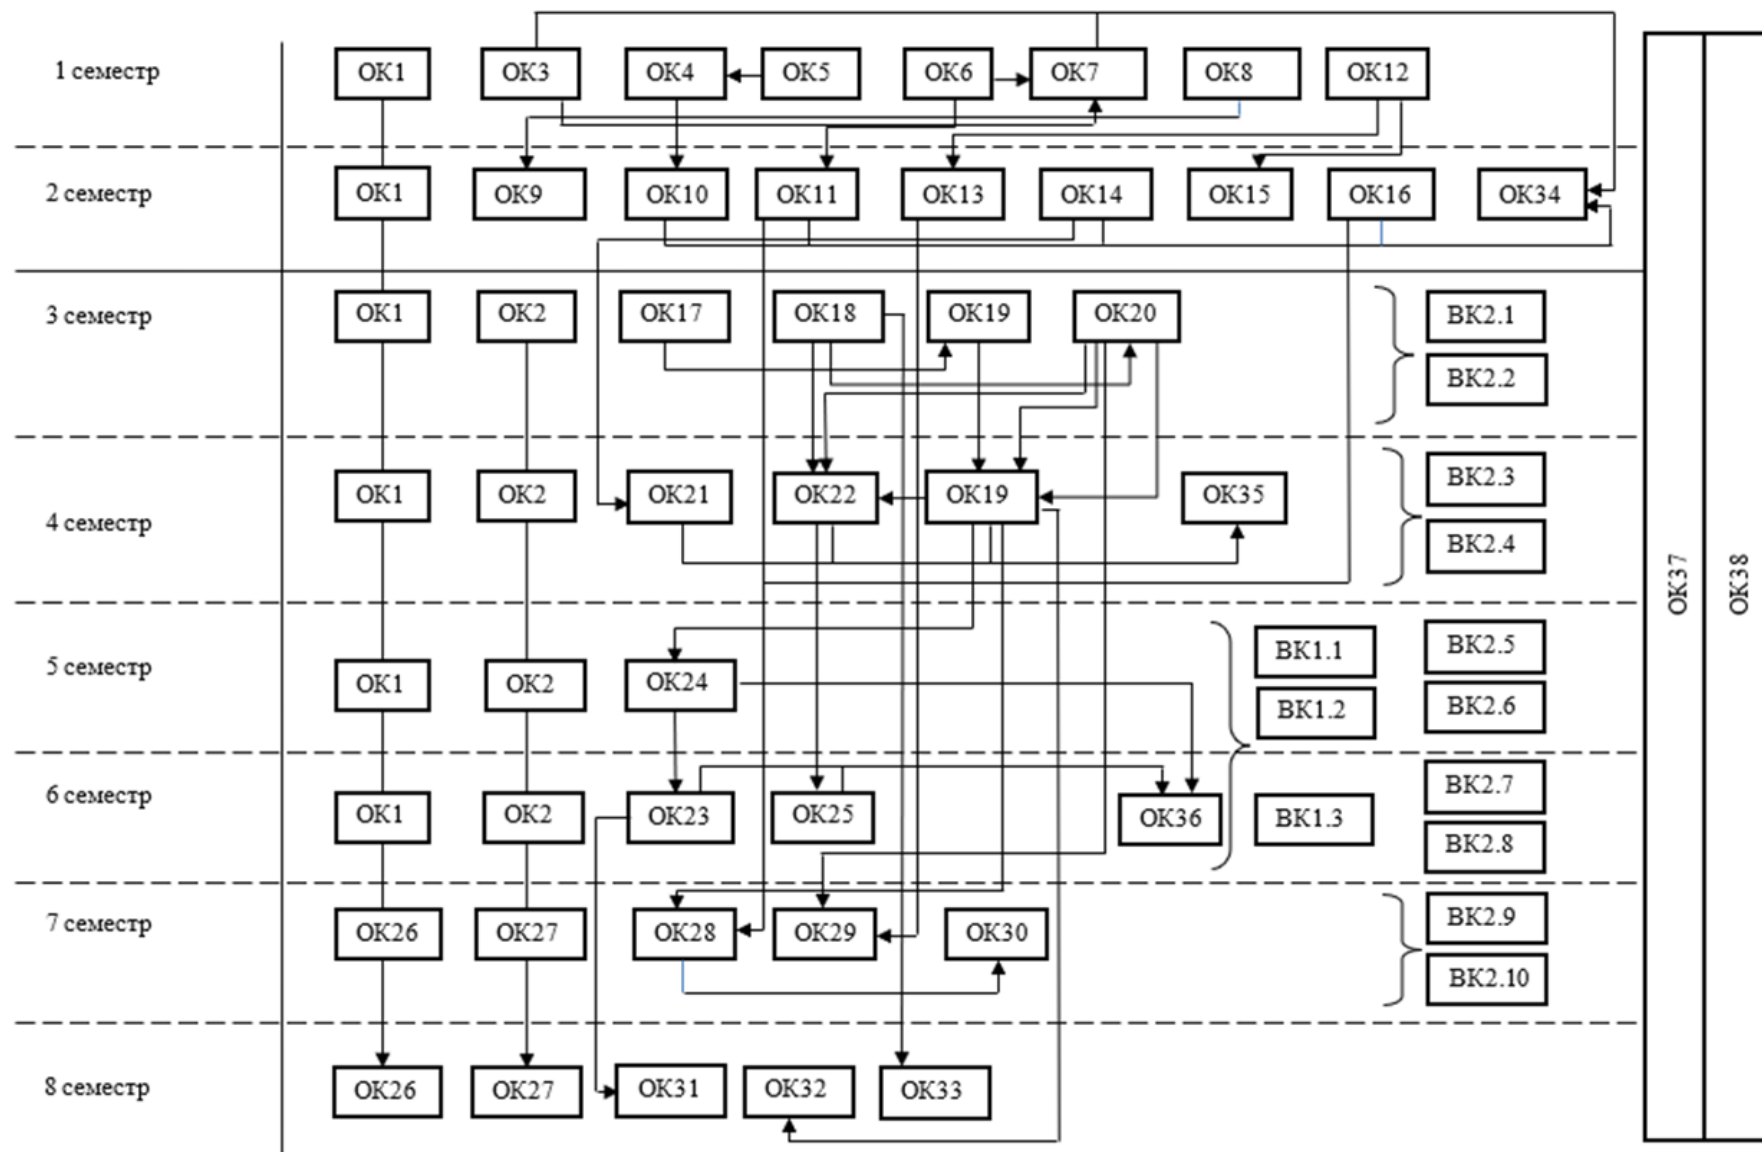 1 семестр
ОК1 ОК3 ОК4 ОК5 ОК6 ОК7 ОК8 ОК12
2 семестр
ОК1 ОК9 ОК10 ОК11 ОК13 ОК14 ОК15 ОК16 ОК34
3 семестр
ОК1 ОК2 ОК17 ОК18 ОК19 ОК20 ВК2.1
ВК2.2
4 семестр
ОК1 ОК2 ОК21 ОК22 ОК19 ОК35 ВК2.3
ВК2.4
5 семестр
ОК1 ОК2 ОК24 ВК1.1 ВК2.5
ВК1.2 ВК2.6
6 семестр
ОК1 ОК2 ОК23 ОК25 ОК36 ВК1.3 ВК2.7
ВК2.8
7 семестр
ОК26 ОК27 ОК28 ОК29 ОК30 ВК2.9
ВК2.10
8 семестр
ОК26 ОК27 ОК31 ОК32 ОК33
ОК37
ОК38